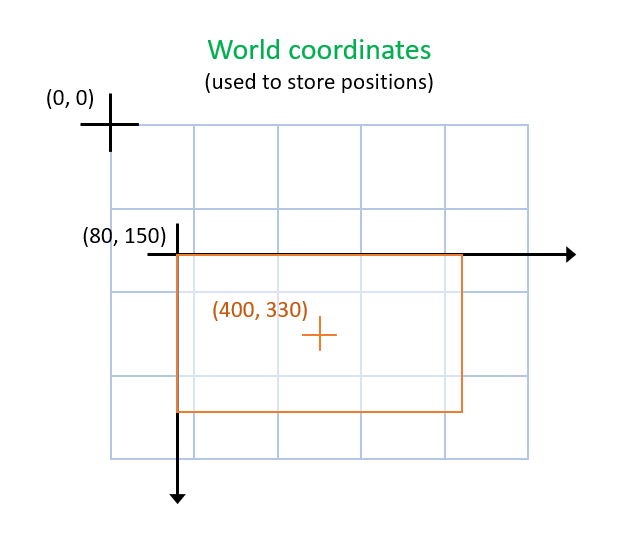 World coordinates
(used to store positions)
(0, 0)
(80, 150)
(400, 330)